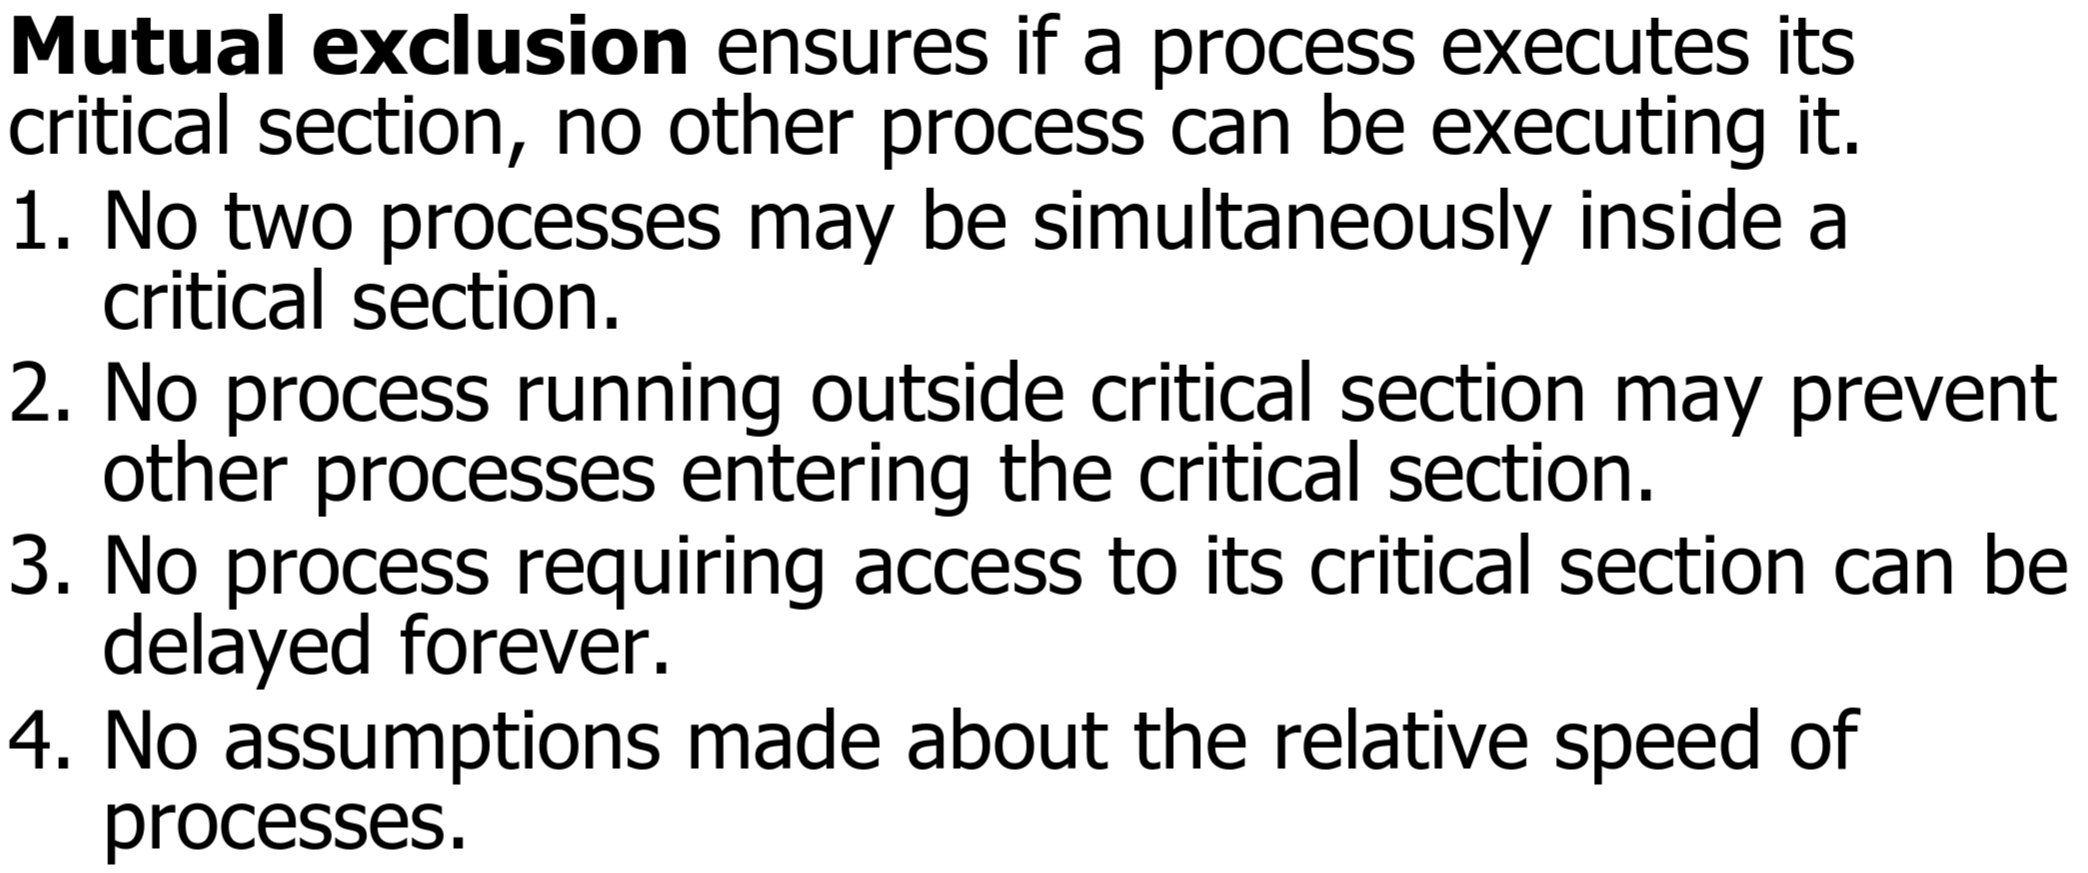 Mutual exclusion ensures if a process executes its
critical section, no other process can be executing it.
1. No two processes may be simultaneously inside a
critical section.
2. No process running outside critical section may prevent
other processes entering the critical section.
3. No process requiring access to its critical section can be
delayed forever.
4. No assumptions made about the relative speed of
processes.